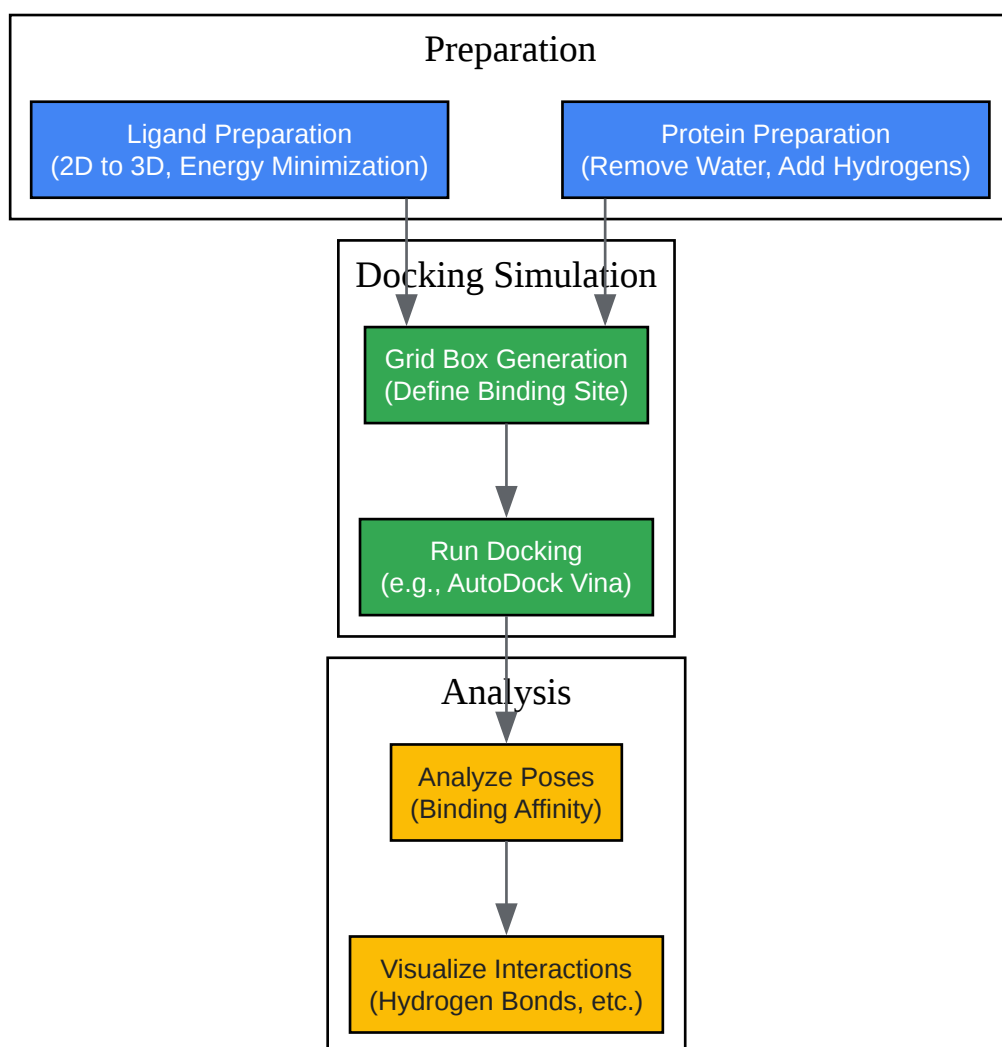 Preparation
Ligand Preparation
(2D to 3D, Energy Minimization)
Protein Preparation
(Remove Water, Add Hydrogens)
Docking Simulation
Grid Box Generation
(Define Binding Site)
Run Docking
(e.g., AutoDock Vina)
Analysis
Analyze Poses
(Binding Affinity)
Visualize Interactions
(Hydrogen Bonds, etc.)